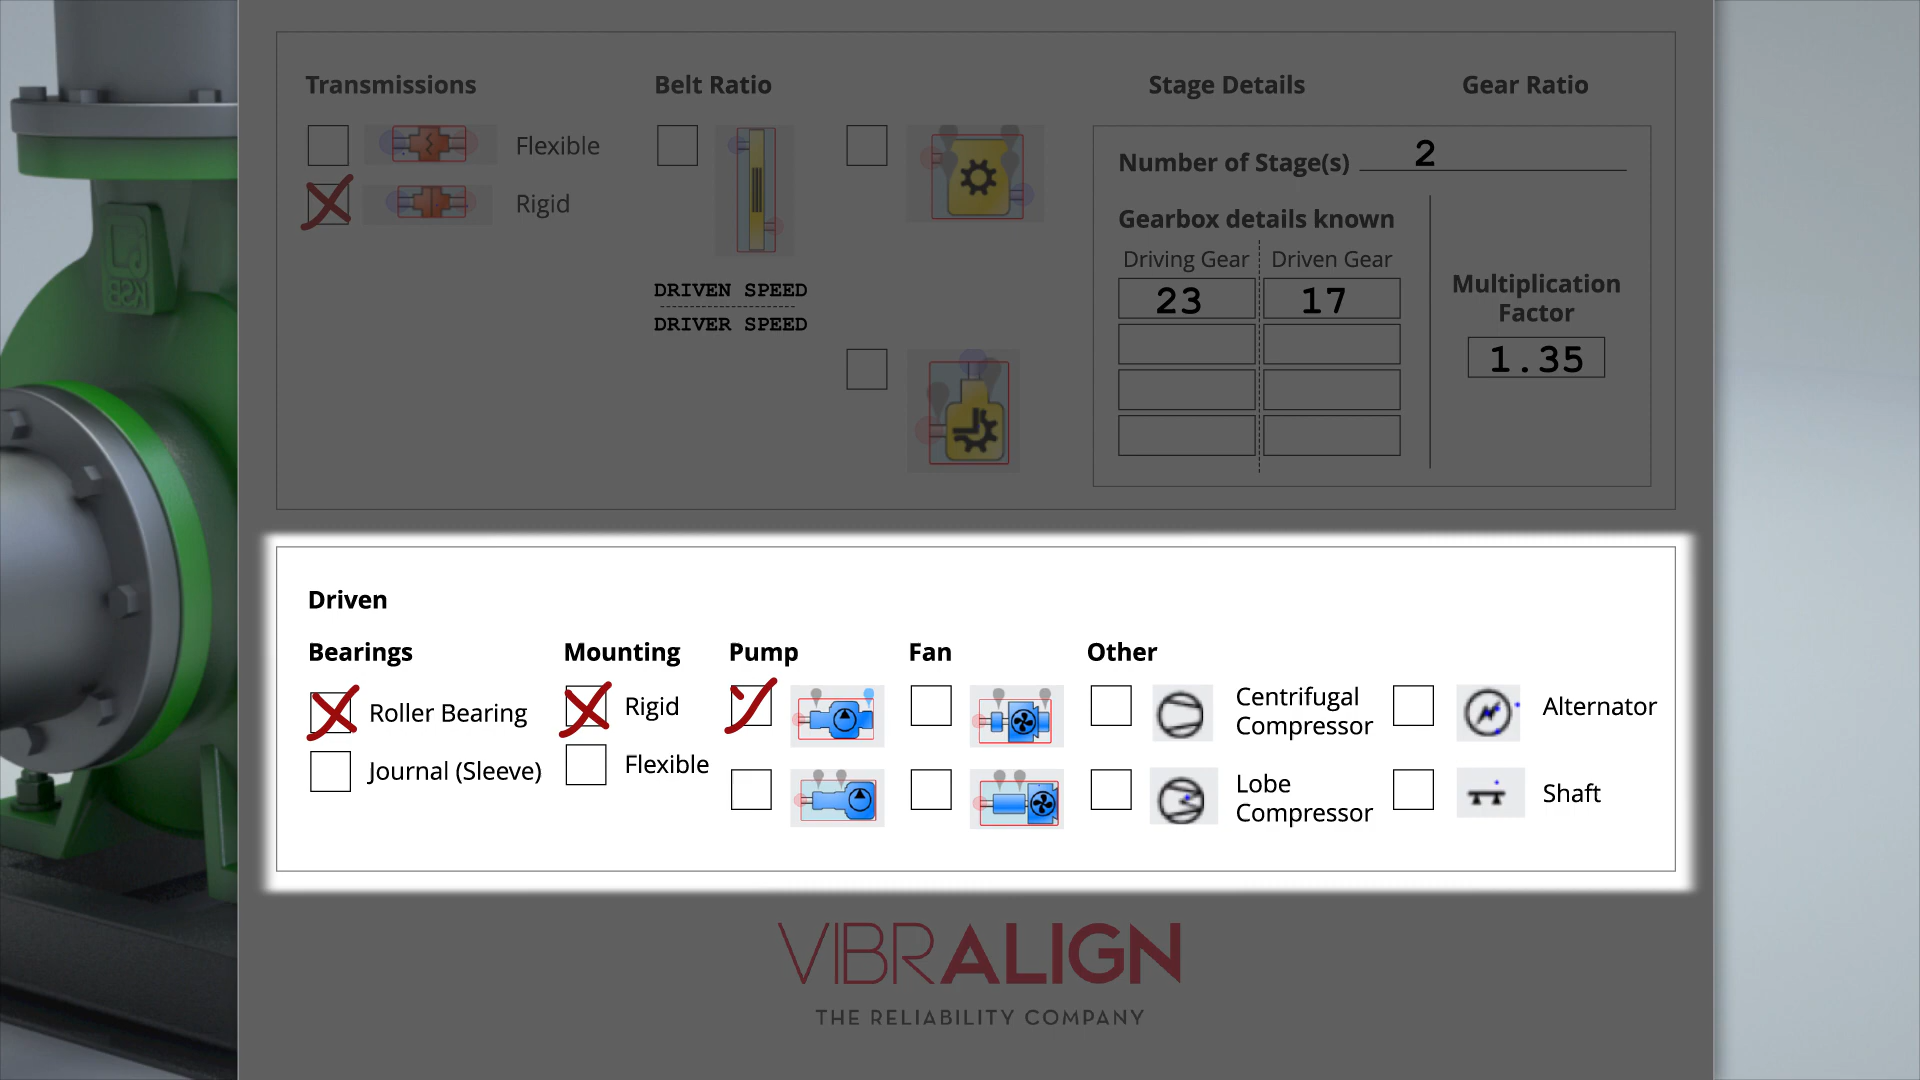 Transmissions
Belt Ratio
Stage Details
Gear Ratio
Flexible
Rigid
DRIVEN SPEED
DRIVER SPEED
Number of Stage(s) 2
Gearbox details known
Driving Gear
Driven Gear
23
17
Multiplication
Factor
1.35
KSB
Driven
Bearings
Mounting
Pump
Fan
Other
Roller Bearing
Journal (Sleeve)
Rigid
Flexible
Centrifugal
Compressor
Lobe
Compressor
Alternator
Shaft
VIBRALIGN
THE RELIABILITY COMPANY